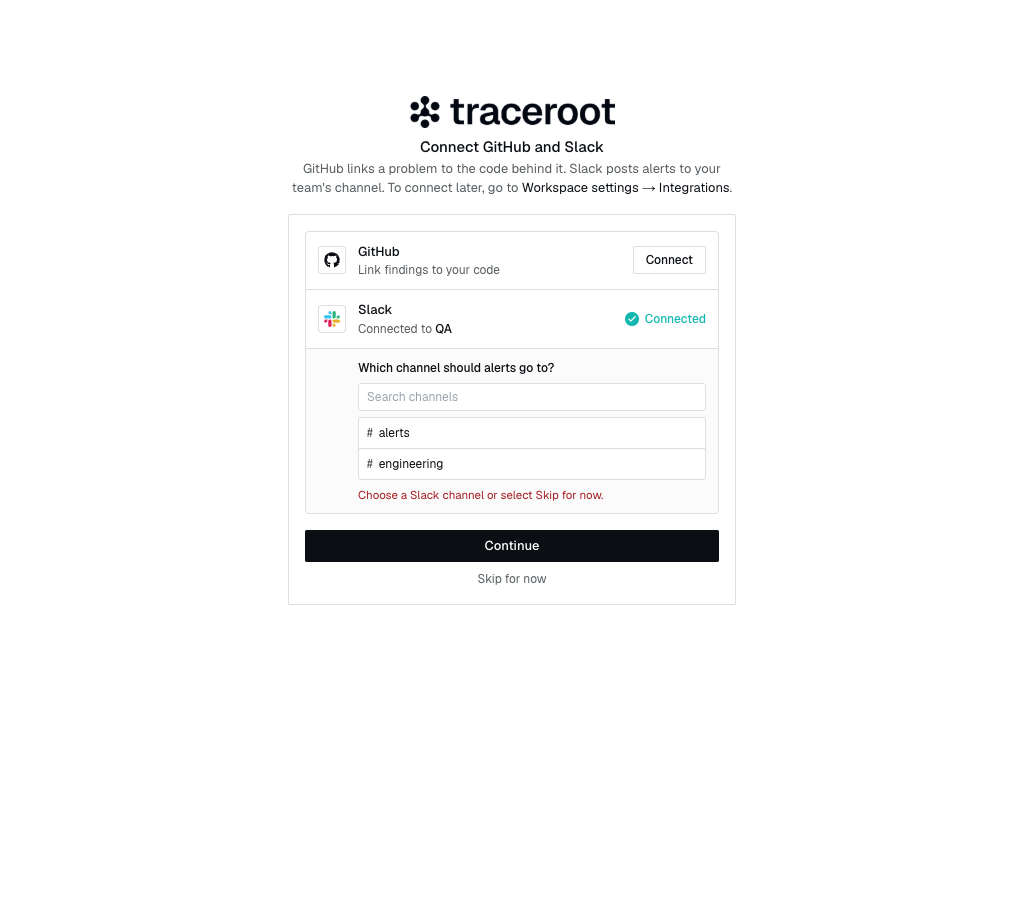 traceroot
Connect GitHub and Slack
GitHub links a problem to the code behind it. Slack posts alerts to your
team's channel. To connect later, go to Workspace settings → Integrations.
GitHub
Link findings to your code
Connect
Slack
Connected to QA
Connected
Which channel should alerts go to?
Search channels
# alerts
# engineering
Choose a Slack channel or select Skip for now.
Continue
Skip for now